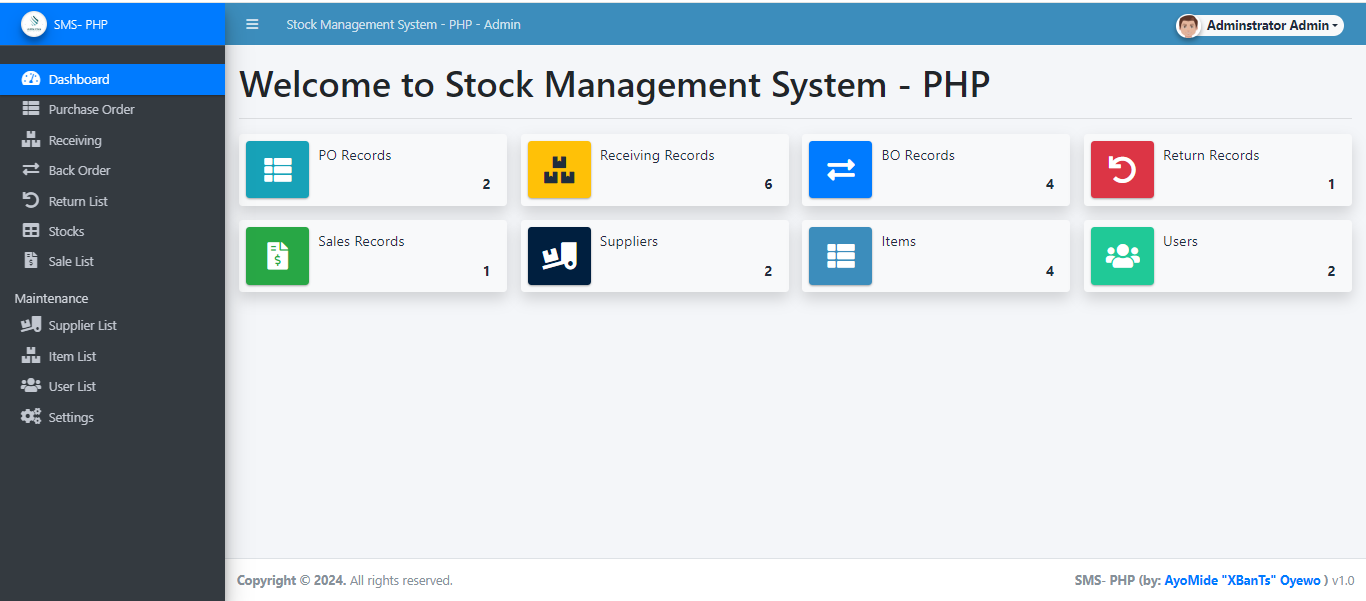 SMS- PHP
Stock Management System - PHP - Admin
Adminstrator Admin
Dashboard
Purchase Order
Receiving
Back Order
Return List
Stocks
Sale List
Maintenance
Supplier List
Item List
User List
Settings
Welcome to Stock Management System - PHP
PO Records
2
Receiving Records
6
BO Records
4
Return Records
1
Sales Records
1
Suppliers
2
Items
4
Users
2
Copyright © 2024. All rights reserved.
SMS- PHP (by: AyoMide "XBanTs" Oyewo ) v1.0